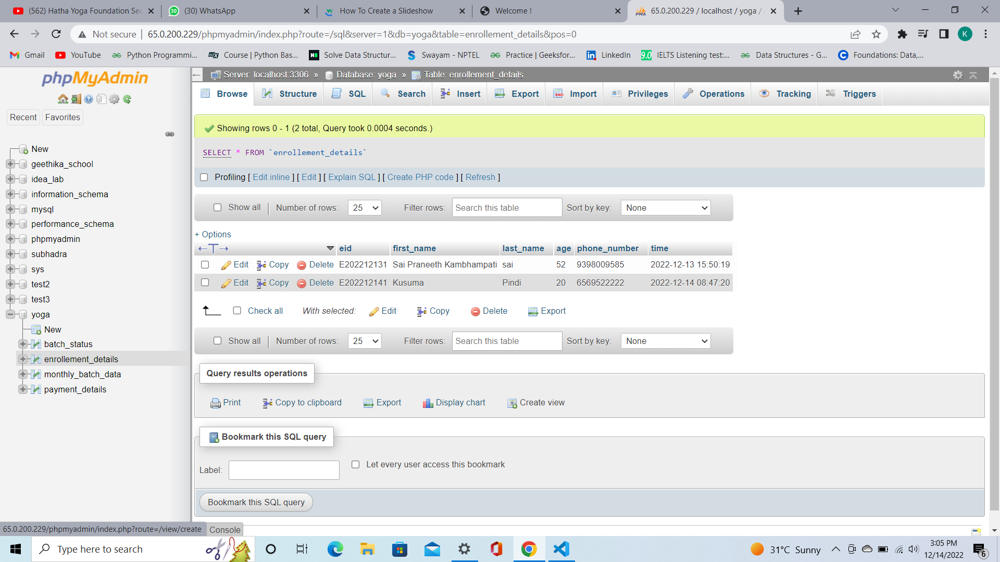 (562) Hatha Yoga Foundation Sec
(30) WhatsApp
How To Create a Slideshow
Welcome !
65.0.200.229 / localhost / yoga /
Not secure
65.0.200.229/phpmyadmin/index.php?route=/sql&server=1&db=yoga&table=enrollement_details&pos=0
K
Gmail
YouTube
Python Programmi...
Course | Python Bas...
Solve Data Structur...
Swayam - NPTEL
Practice | Geeksfor...
LinkedIn
9.0
IELTS Listening test:...
Data Structures - G...
Foundations: Data,...
phpMyAdmin
Recent
Favorites
New
geethika_school
idea_lab
information_schema
mysql
performance_schema
phpmyadmin
subhadra
sys
test2
test3
yoga
New
batch_status
enrollement_details
monthly_batch_data
payment_details
Server: localhost:3306 » Database: yoga » Table: enrollement_details
Browse
Structure
SQL
Search
Insert
Export
Import
Privileges
Operations
Tracking
Triggers
Showing rows 0 - 1 (2 total, Query took 0.0004 seconds.)
SELECT * FROM `enrollement_details`
Profiling [ Edit inline ] [ Edit ] [ Explain SQL ] [ Create PHP code ] [ Refresh ]
Show all | Number of rows: 25 Filter rows: Search this table Sort by key: None
+ Options
←T→ eid first_name last_name age phone_number time
Edit Copy Delete E202212131 Sai Praneeth Kambhampati sai 52 9398009585 2022-12-13 15:50:19
Edit Copy Delete E202212141 Kusuma Pindi 20 6569522222 2022-12-14 08:47:20
Check all With selected: Edit Copy Delete Export
Show all | Number of rows: 25 Filter rows: Search this table Sort by key: None
Query results operations
Print Copy to clipboard Export Display chart Create view
Bookmark this SQL query
Label:
Let every user access this bookmark
Bookmark this SQL query
65.0.200.229/phpmyadmin/index.php?route=/view/create
Console
Type here to search
31°C Sunny
3:05 PM
12/14/2022
6